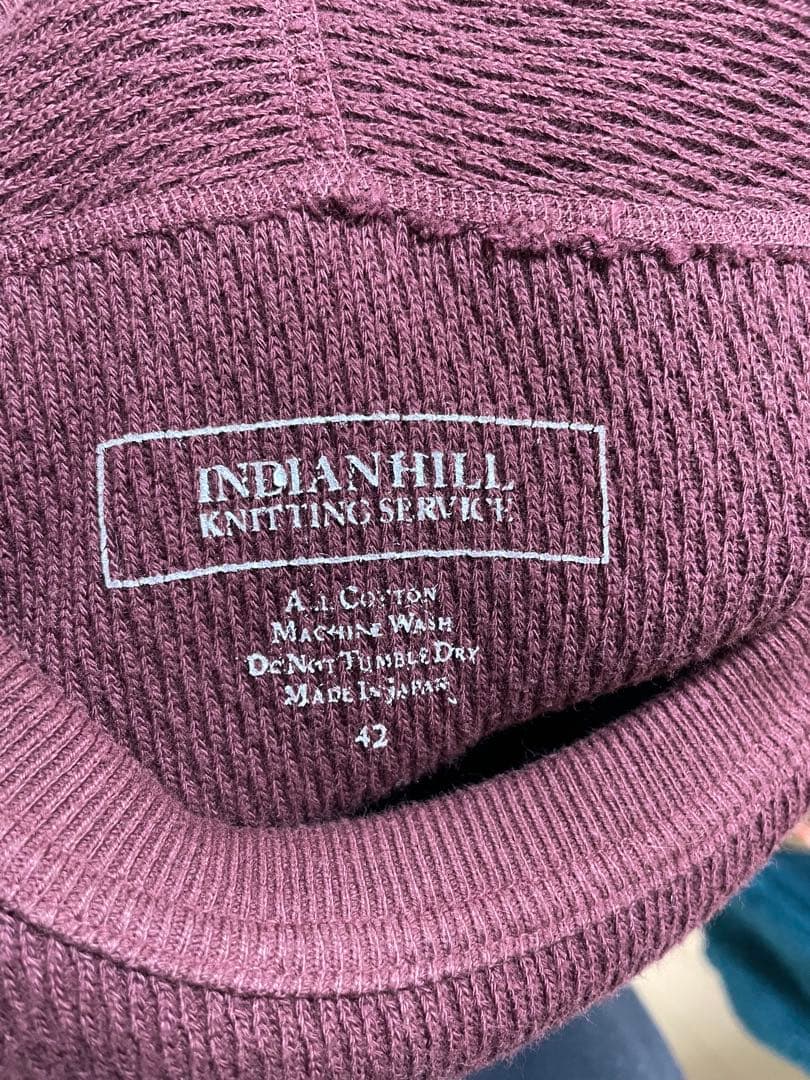 INDIAN HILL
KNITTING SERVICE
ALL COTTON
MACHINE WASH
DO NOT TUMBLE DRY
MADE IN JAPAN
42